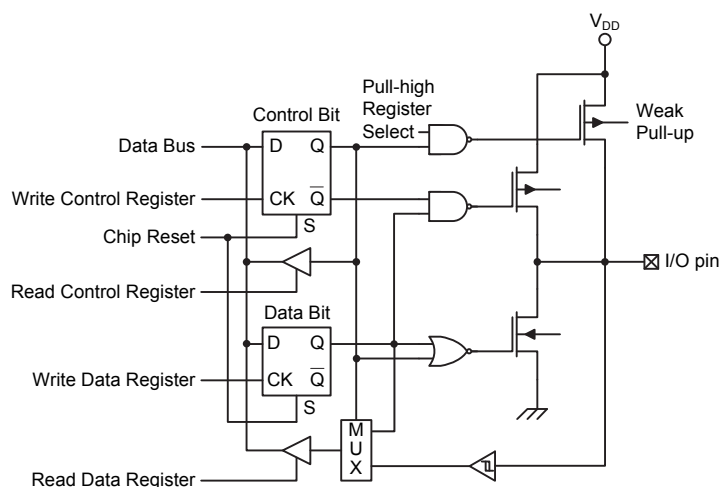 V_DD
Pull-high
Register
Select
Control Bit
Weak
Pull-up
Data Bus
D
Q
Write Control Register
CK
Q̅
Chip Reset
S
I/O pin
Read Control Register
Data Bit
D
Q
Write Data Register
CK
Q̅
S
M
U
X
Read Data Register